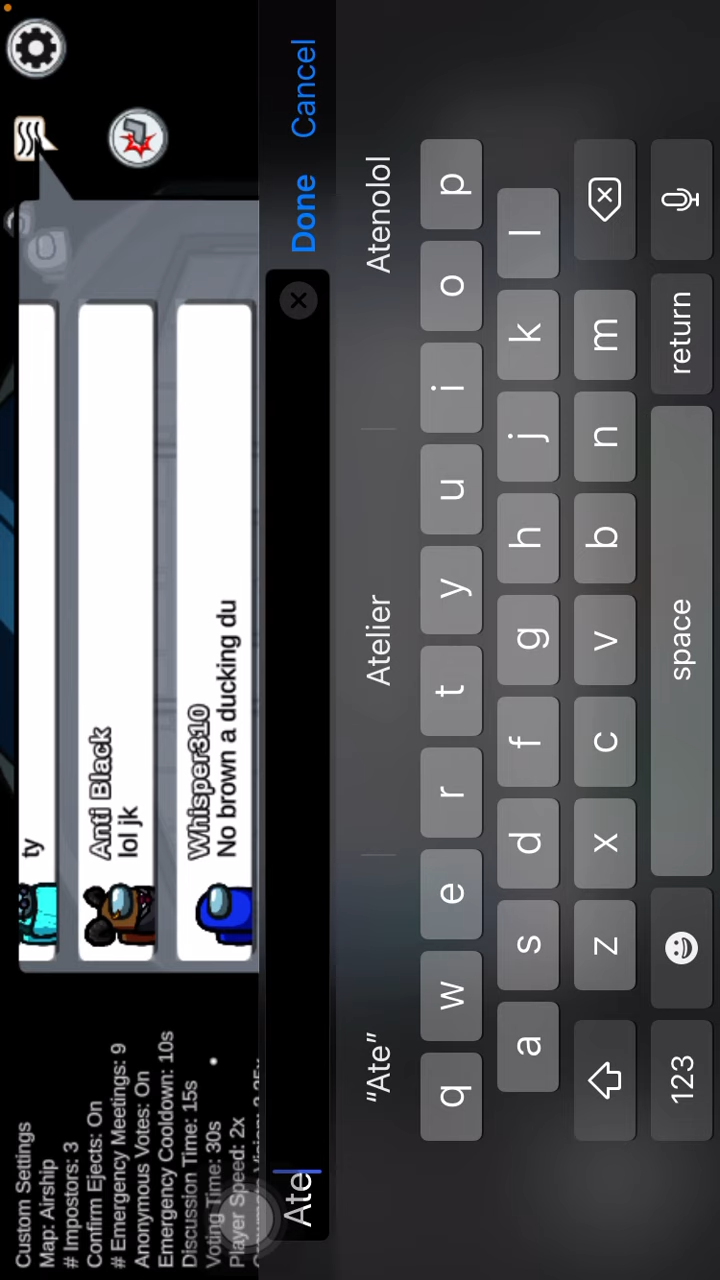 Custom Settings
Map: Airship
# Impostors: 3
Confirm Ejects: On
# Emergency Meetings: 9
Anonymous Votes: On
Emergency Cooldown: 10s
Discussion Time: 15s
Voting Time: 30s
Player Speed: 2x
ty
Anti Black
lol jk
Whisper310
No brown a ducking du
Ate
Done
Cancel
“Ate”
Atelier
Atenolol
q w e r t y u i o p
a s d f g h j k l
z x c v b n m
123
space
return